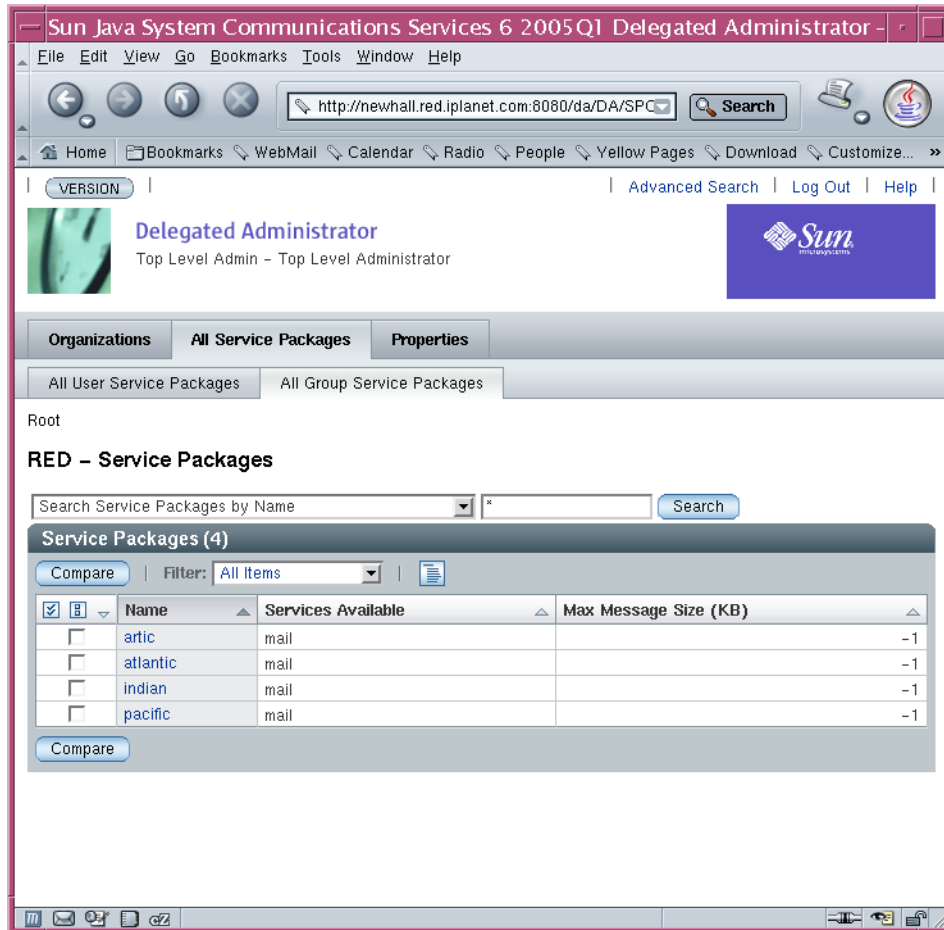 Sun Java System Communications Services 6 2005Q1 Delegated Administrator –
File Edit View Go Bookmarks Tools Window Help
http://newhall.red.iplanet.com:8080/da/DA/SPC Search
Home Bookmarks WebMail Calendar Radio People Yellow Pages Download Customize... »
VERSION Advanced Search Log Out Help
Delegated Administrator
Top Level Admin – Top Level Administrator
Sun
microsystems
Organizations All Service Packages Properties
All User Service Packages All Group Service Packages
Root
RED – Service Packages
Search Service Packages by Name * Search
Service Packages (4)
Compare Filter: All Items
Name Services Available Max Message Size (KB)
artic mail –1
atlantic mail –1
indian mail –1
pacific mail –1
Compare